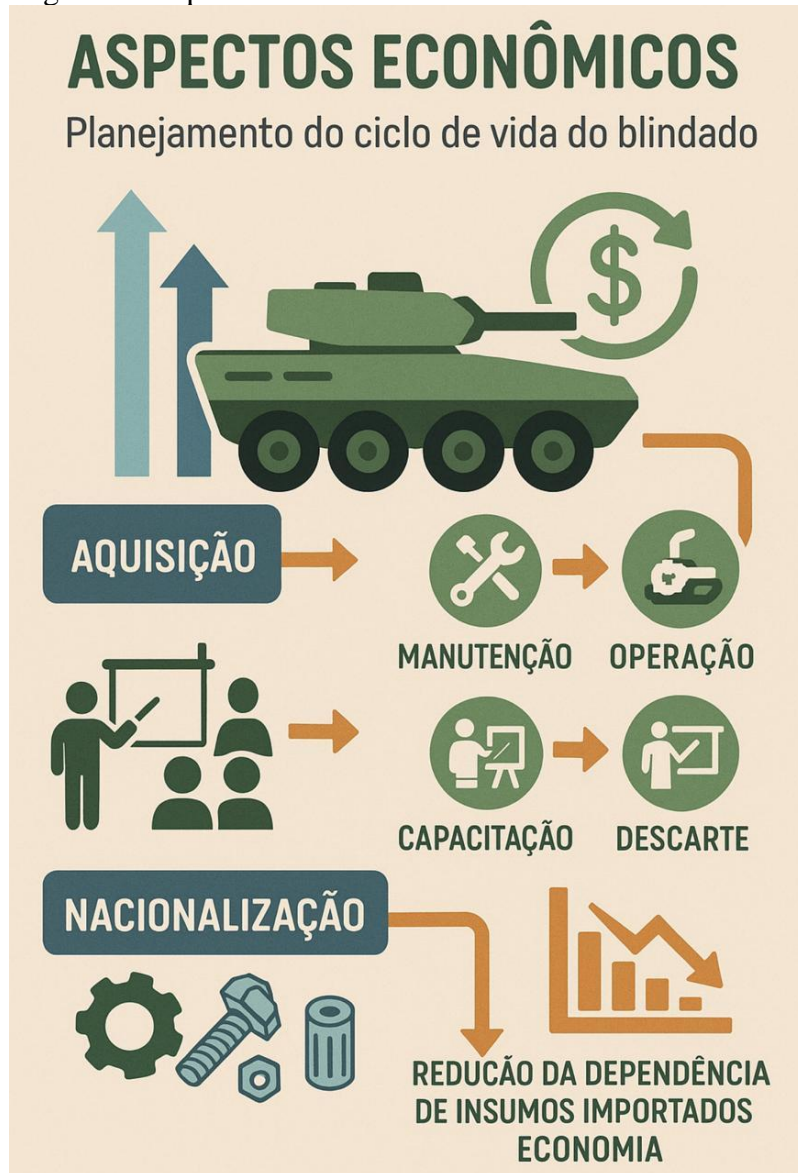 ASPECTOS ECONÔMICOS
Planejamento do ciclo de vida do blindado
$
AQUISIÇÃO
MANUTENÇÃO
OPERAÇÃO
CAPACITAÇÃO
DESCARTE
NACIONALIZAÇÃO
REDUCÃO DA DEPENDÊNCIA
DE INSUMOS IMPORTADOS
ECONOMIA